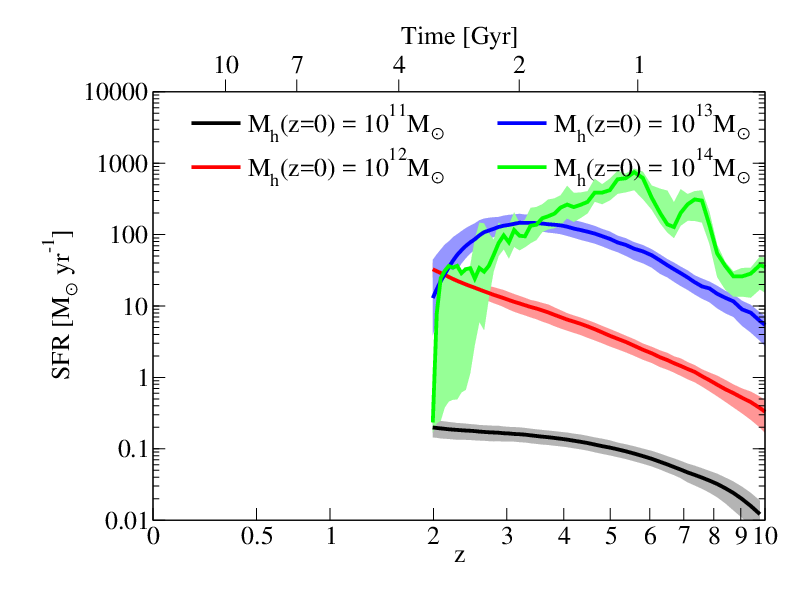 Time [Gyr]
10 7 4 2 1
10000
M_h(z=0) = 10^11 M_⊙ M_h(z=0) = 10^13 M_⊙
1000
M_h(z=0) = 10^12 M_⊙ M_h(z=0) = 10^14 M_⊙
100
10
1
0.1
0.01
SFR [M_⊙ yr^-1]
0 0.5 1 2 3 4 5 6 7 8 9 10
z